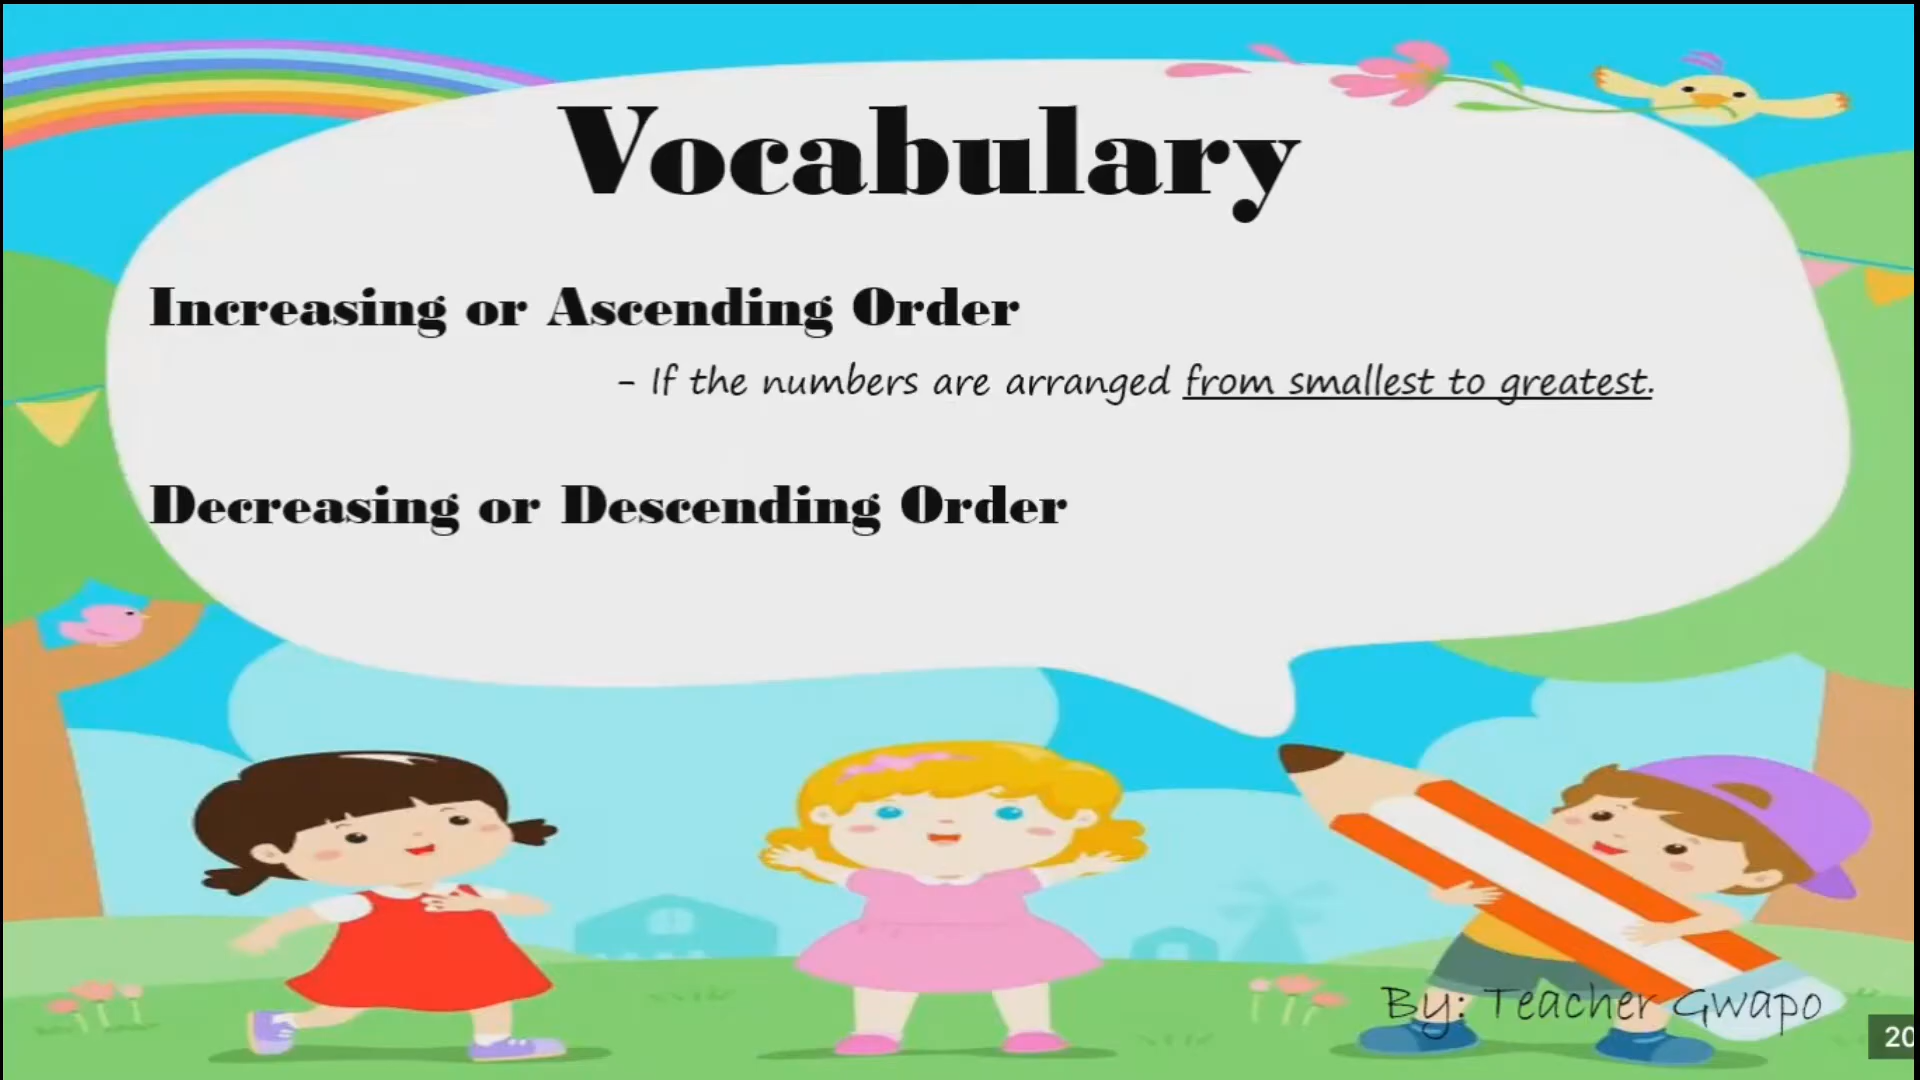 Vocabulary
Increasing or Ascending Order
- If the numbers are arranged from smallest to greatest.
Decreasing or Descending Order
By: Teacher Gwapo
20